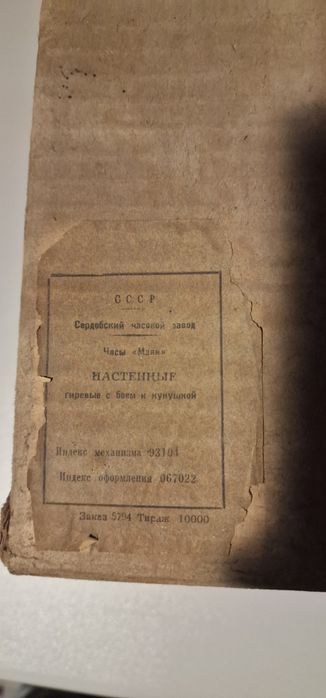 СССР
Сердобский часовой завод
Часы «Маяк»
НАСТЕННЫЕ
гиревые с боем и кукушкой
Индекс механизма 93104
Индекс оформления 067022
Заказ 5794 Тираж 10000